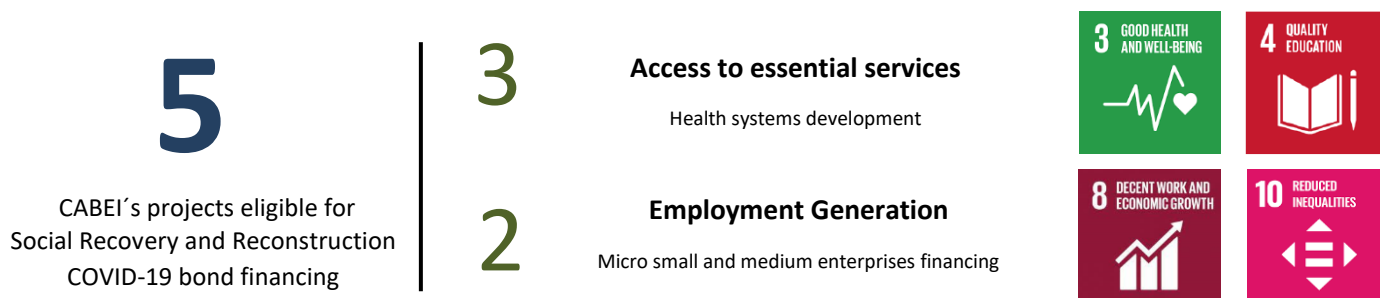 5
CABEI´s projects eligible for
Social Recovery and Reconstruction
COVID-19 bond financing
3
Access to essential services
Health systems development
2
Employment Generation
Micro small and medium enterprises financing
3 GOOD HEALTH
AND WELL-BEING
4 QUALITY
EDUCATION
8 DECENT WORK AND
ECONOMIC GROWTH
10 REDUCED
INEQUALITIES